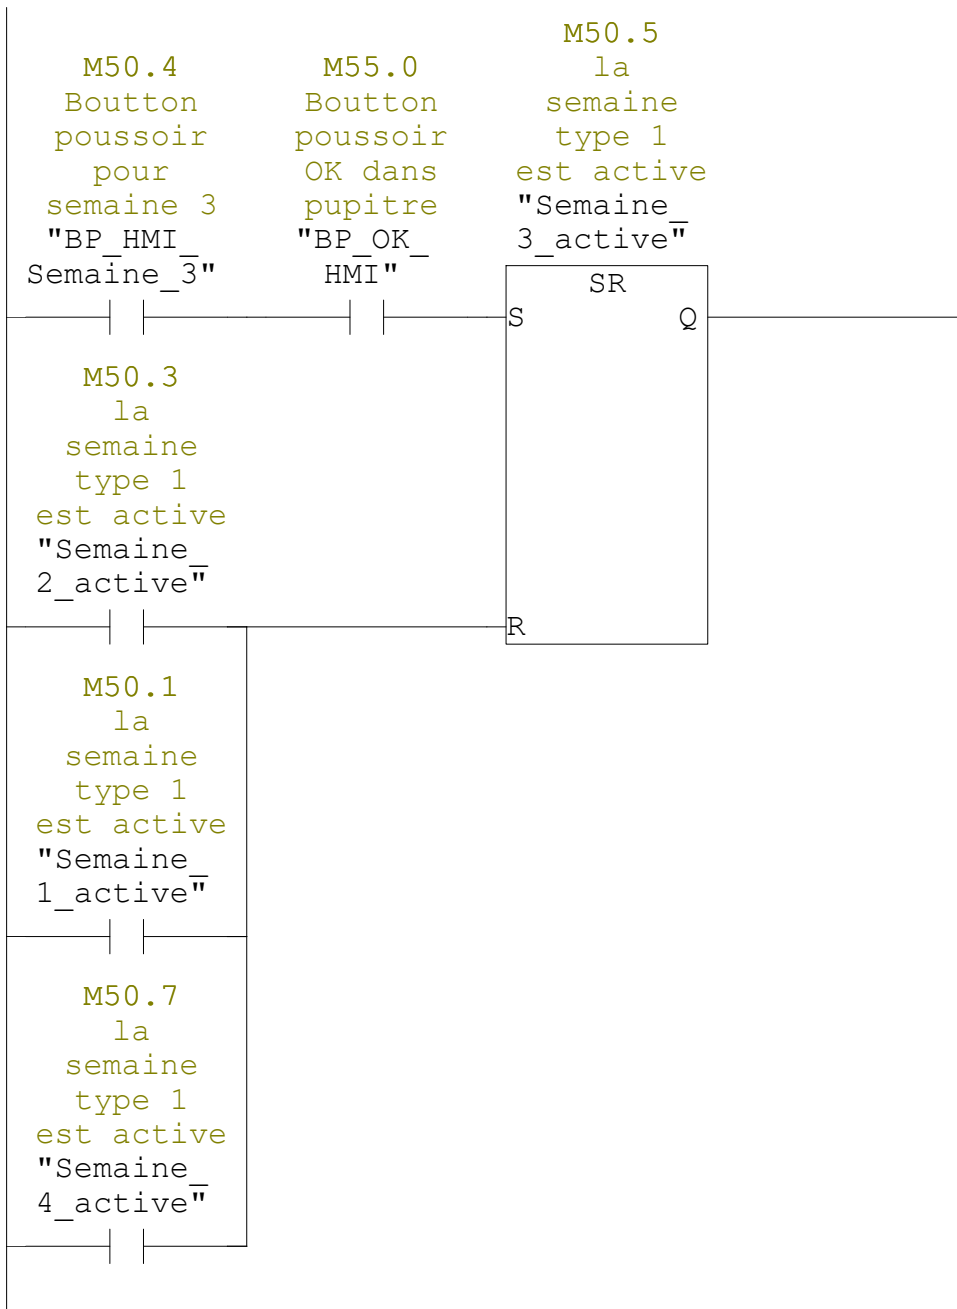 M50.4
Boutton
poussoir
pour
semaine 3
"BP_HMI_
Semaine_3"
M55.0
Boutton
poussoir
OK dans
pupitre
"BP_OK_
HMI"
M50.5
la
semaine
type 1
est active
"Semaine_
3_active"
SR
S
Q
M50.3
la
semaine
type 1
est active
"Semaine_
2_active"
R
M50.1
la
semaine
type 1
est active
"Semaine_
1_active"
M50.7
la
semaine
type 1
est active
"Semaine_
4_active"